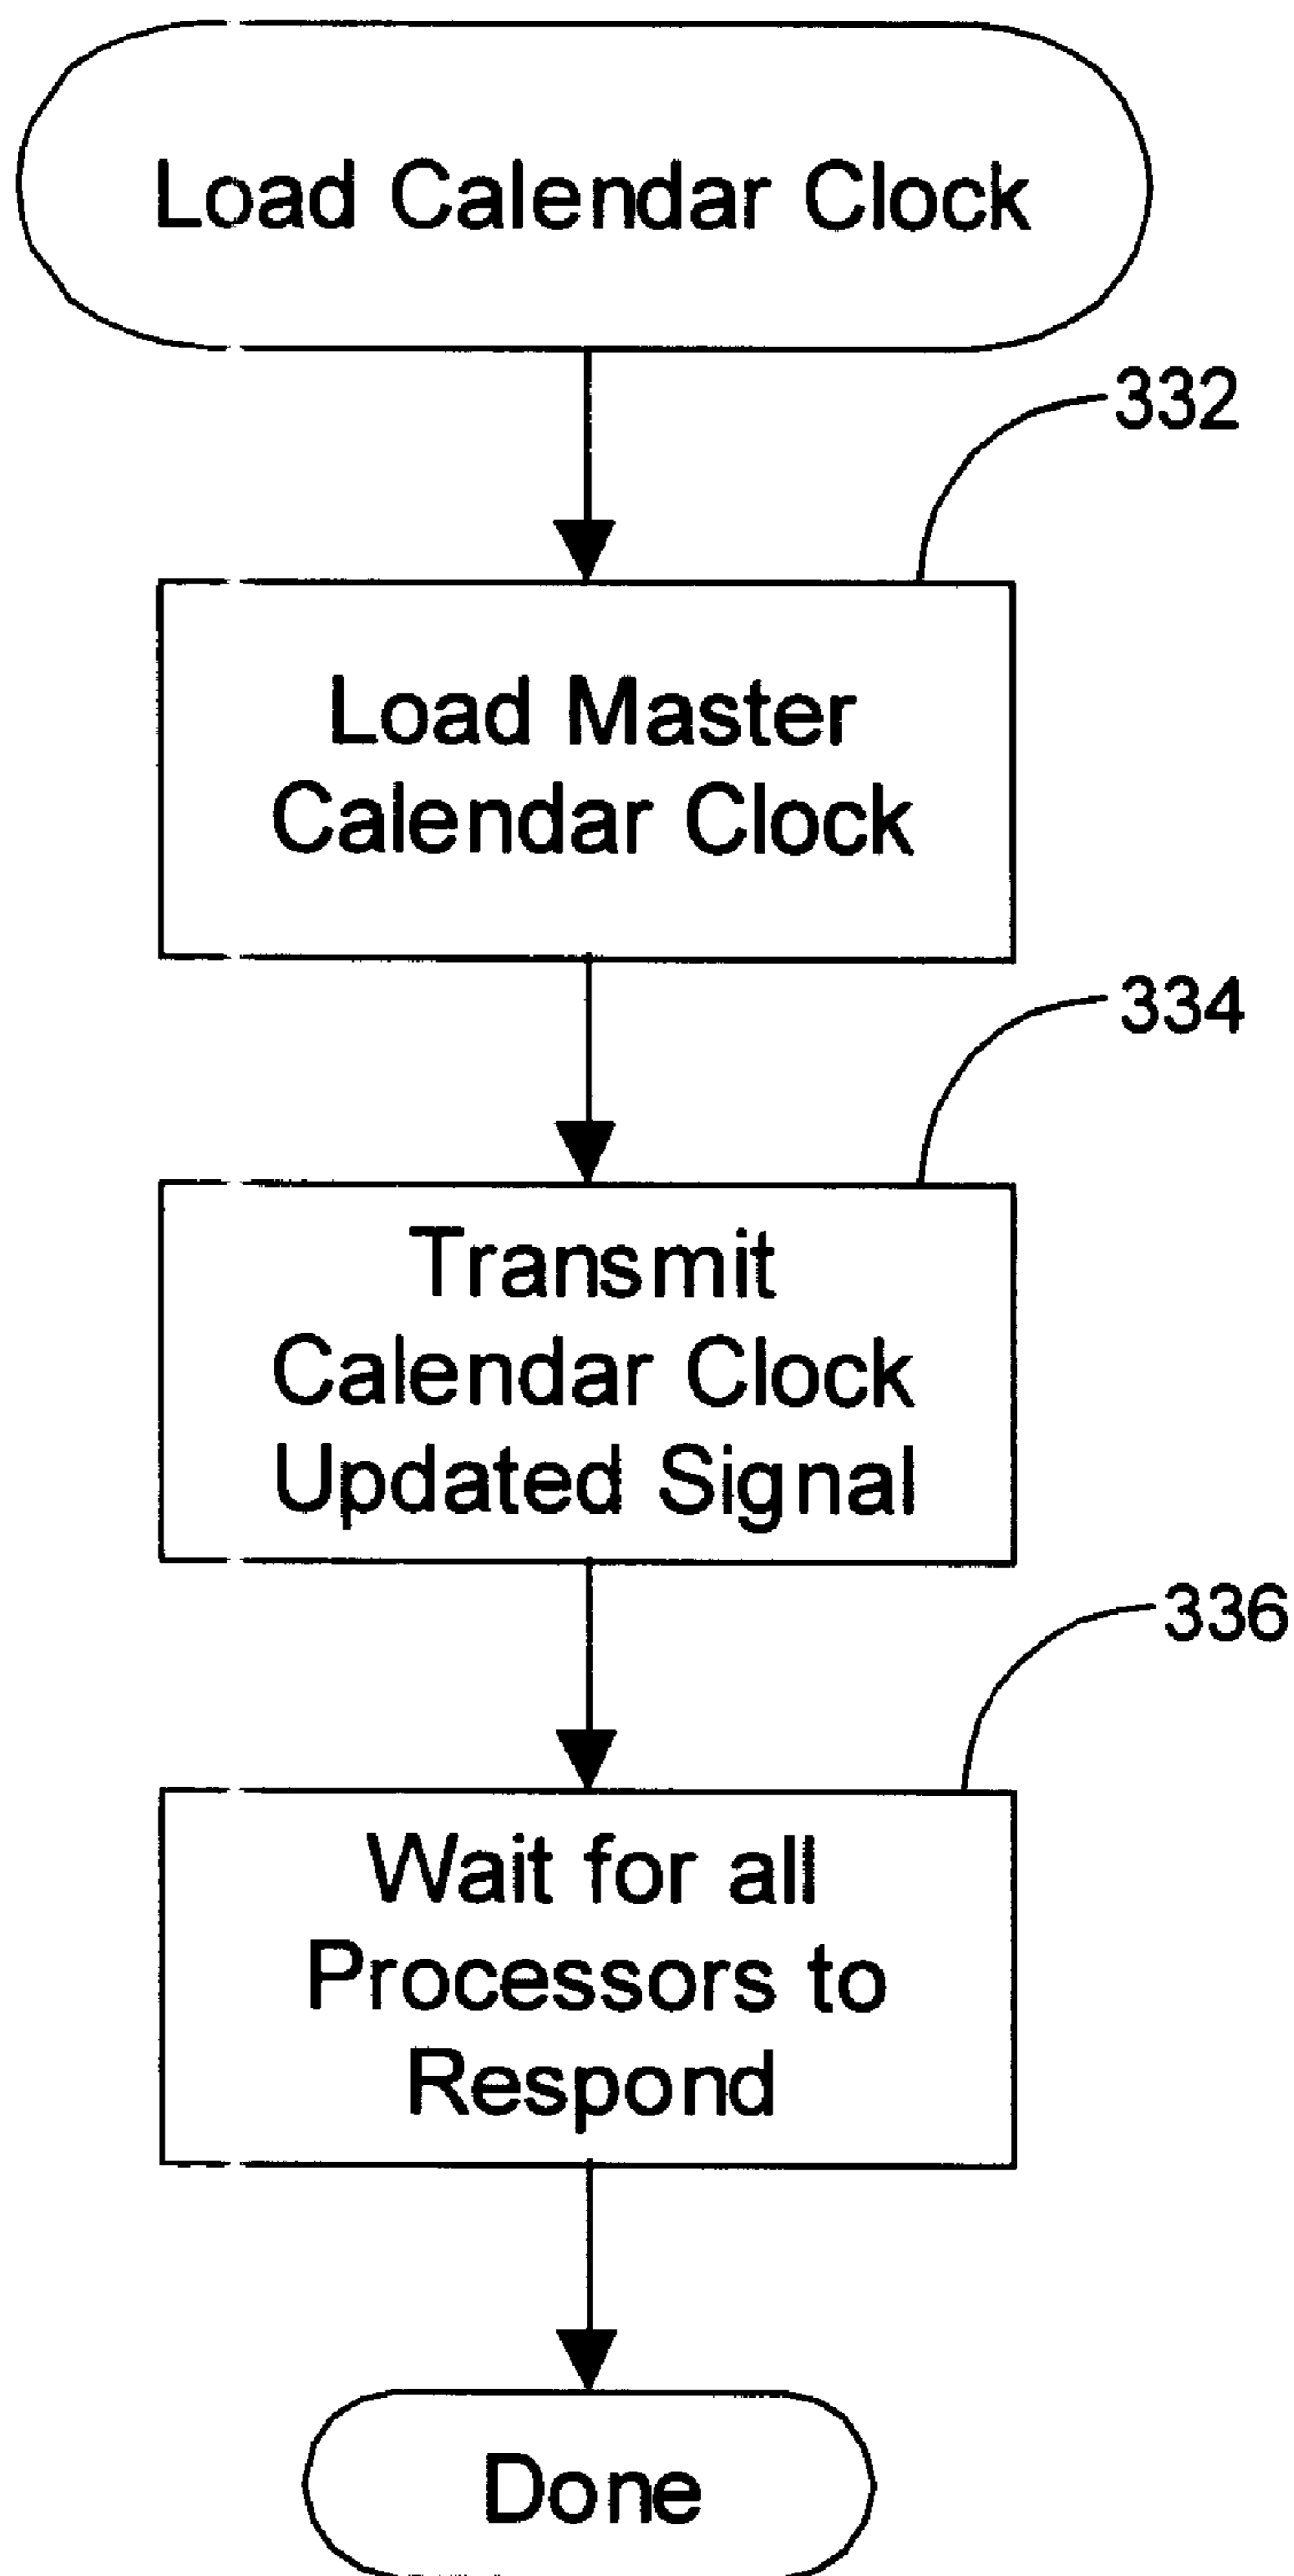 Load Calendar Clock
332
Load Master
Calendar Clock
334
Transmit
Calendar Clock
Updated Signal
336
Wait for all
Processors to
Respond
Done